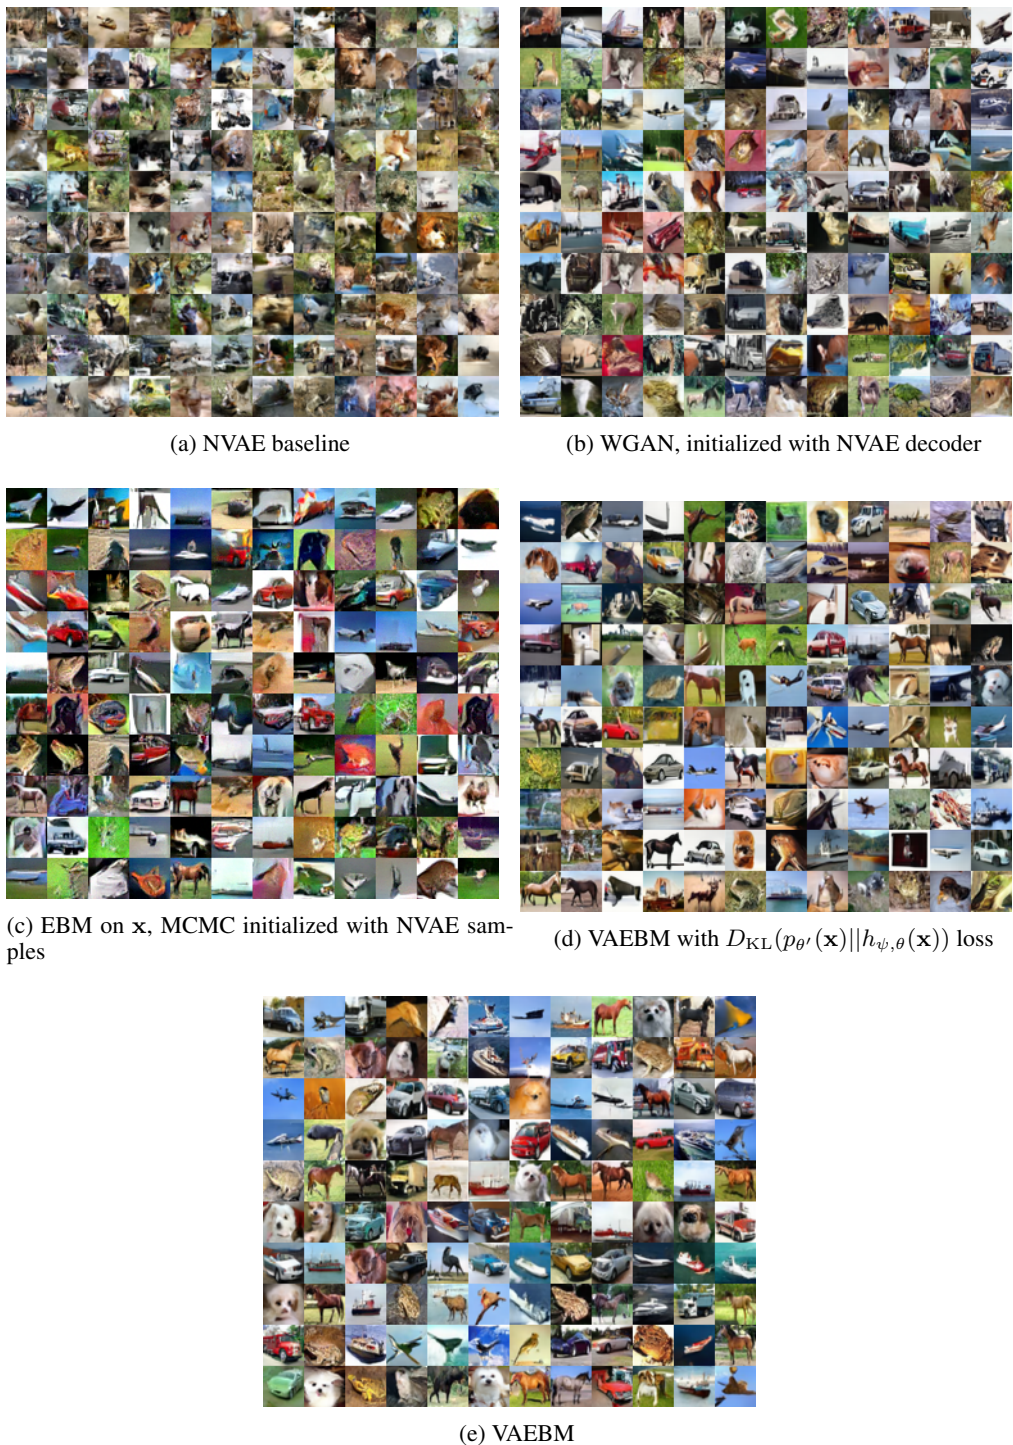 (a) NVAE baseline
(b) WGAN, initialized with NVAE decoder
(c) EBM on x, MCMC initialized with NVAE sam-
ples
(d) VAEBM with D_KL(p_θ′(x)||h_ψ,θ(x)) loss
(e) VAEBM